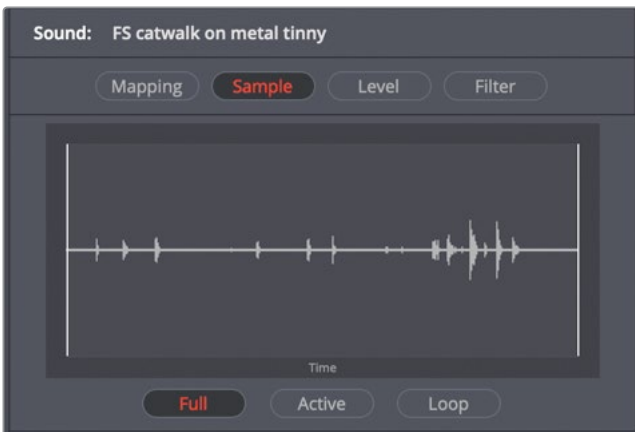 Sound: FS catwalk on metal tinny
Mapping Sample Level Filter
Time
Full Active Loop